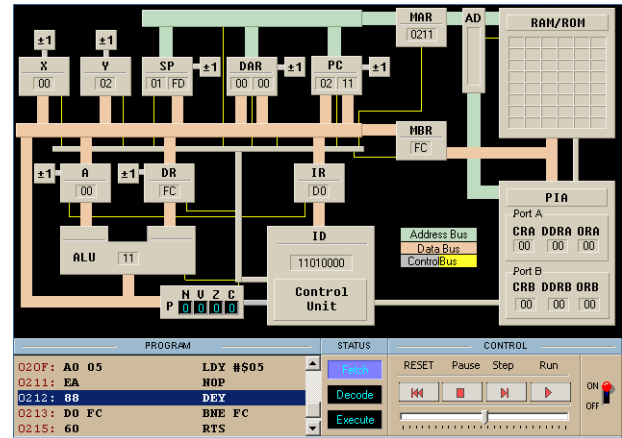 MAR AD RAM/ROM
0211
±1 ±1
X Y SP ±1 DAR ±1 PC ±1
00 02 01 FD 00 00 02 11
MBR
FC
±1 A ±1 DR IR
00 FC D0
PIA
Port A
CRA DDRA ORA
00 00 00
Port B
CRB DDRB ORB
00 00 00
ID
11010000
Control
Unit
Address Bus
Data Bus
ControlBus
ALU 11
N V Z C
P 0 0 0 0
PROGRAM STATUS CONTROL
020F: A0 05 LDY #$05
0211: EA NOP
0212: 88 DEY
0213: D0 FC BNE FC
0215: 60 RTS
Fetch
Decode
Execute
RESET Pause Step Run
ON
OFF